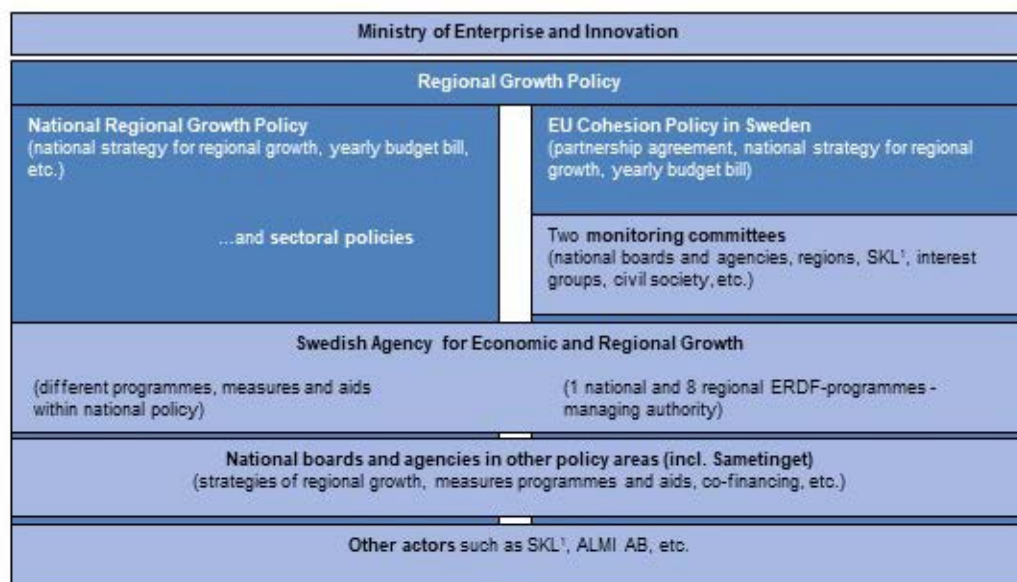 Ministry of Enterprise and Innovation
Regional Growth Policy
National Regional Growth Policy
(national strategy for regional growth, yearly budget bill,
etc.)
...and sectoral policies
EU Cohesion Policy in Sweden
(partnership agreement, national strategy for regional
growth, yearly budget bill)
Two monitoring committees
(national boards and agencies, regions, SKL¹, interest
groups, civil society, etc.)
Swedish Agency for Economic and Regional Growth
(different programmes, measures and aids
within national policy)
(1 national and 8 regional ERDF-programmes -
managing authority)
National boards and agencies in other policy areas (incl. Sametinget)
(strategies of regional growth, measures programmes and aids, co-financing, etc.)
Other actors such as SKL¹, ALMI AB, etc.